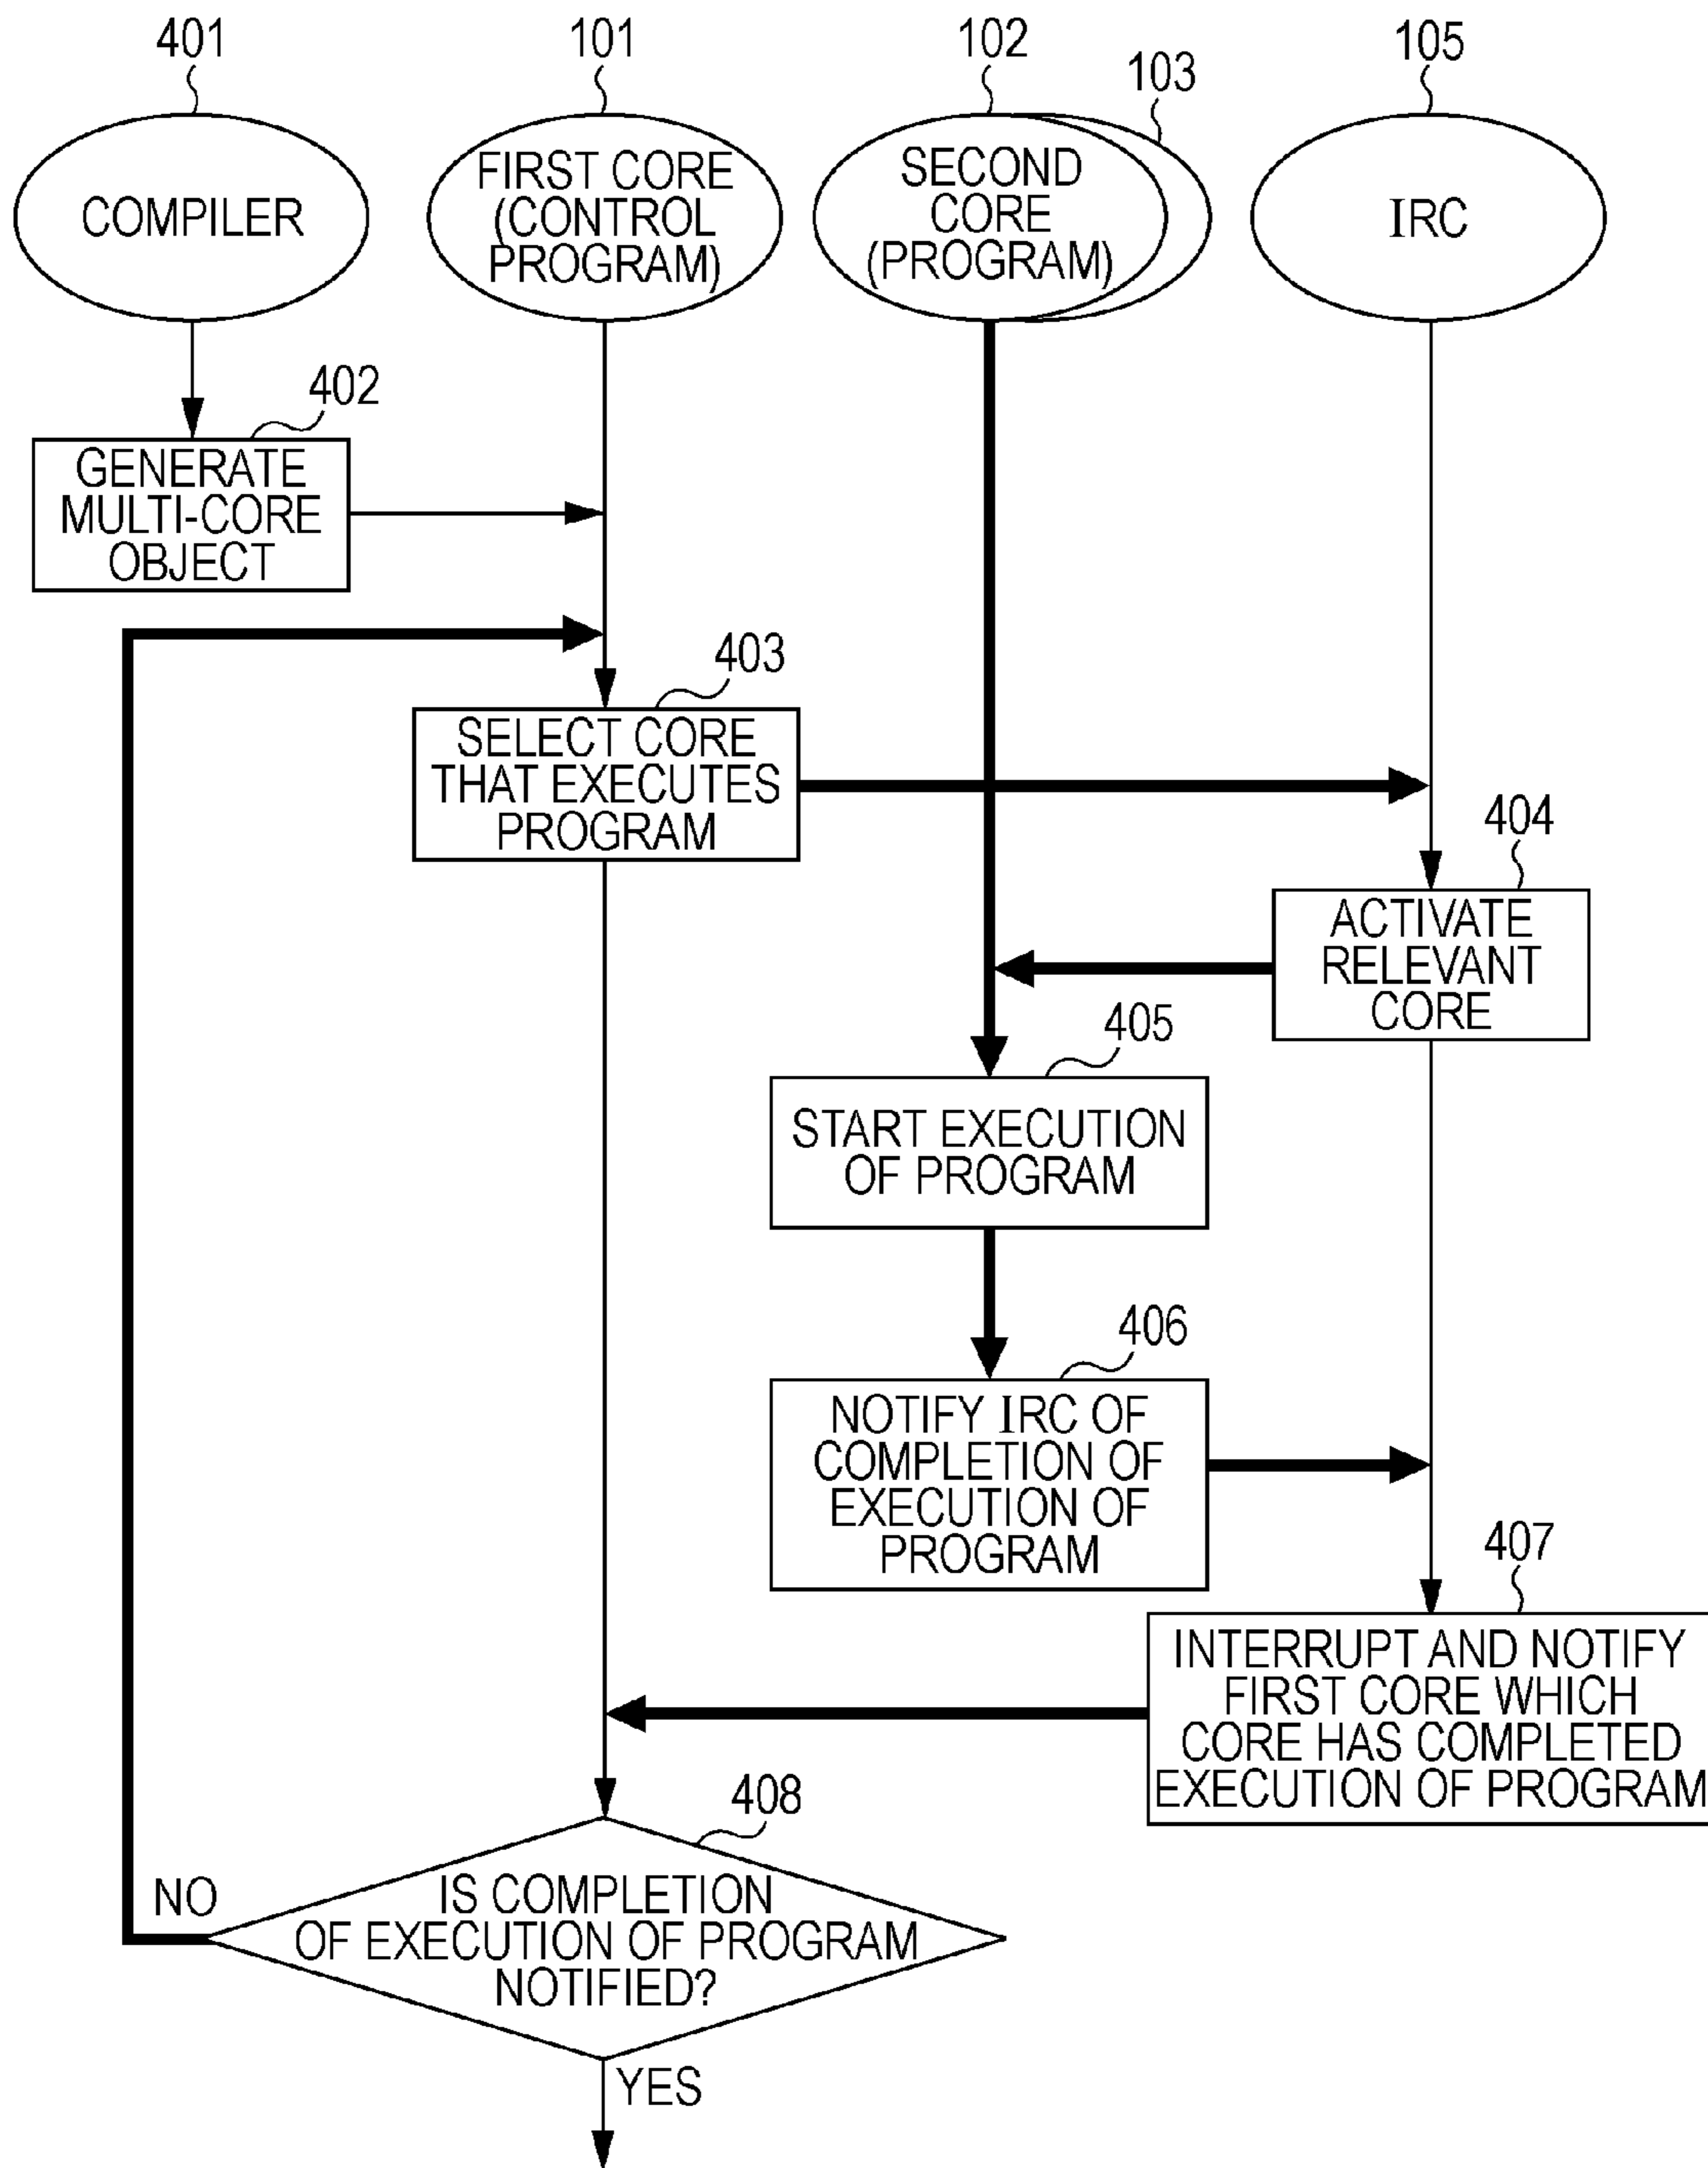 401
101
102
103
105
COMPILER
FIRST CORE
(CONTROL
PROGRAM)
SECOND
CORE
(PROGRAM)
IRC
402
GENERATE
MULTI-CORE
OBJECT
403
SELECT CORE
THAT EXECUTES
PROGRAM
404
ACTIVATE
RELEVANT
CORE
405
START EXECUTION
OF PROGRAM
406
NOTIFY IRC OF
COMPLETION OF
EXECUTION OF
PROGRAM
407
INTERRUPT AND NOTIFY
FIRST CORE WHICH
CORE HAS COMPLETED
EXECUTION OF PROGRAM
408
IS COMPLETION
OF EXECUTION OF PROGRAM
NOTIFIED?
NO
YES